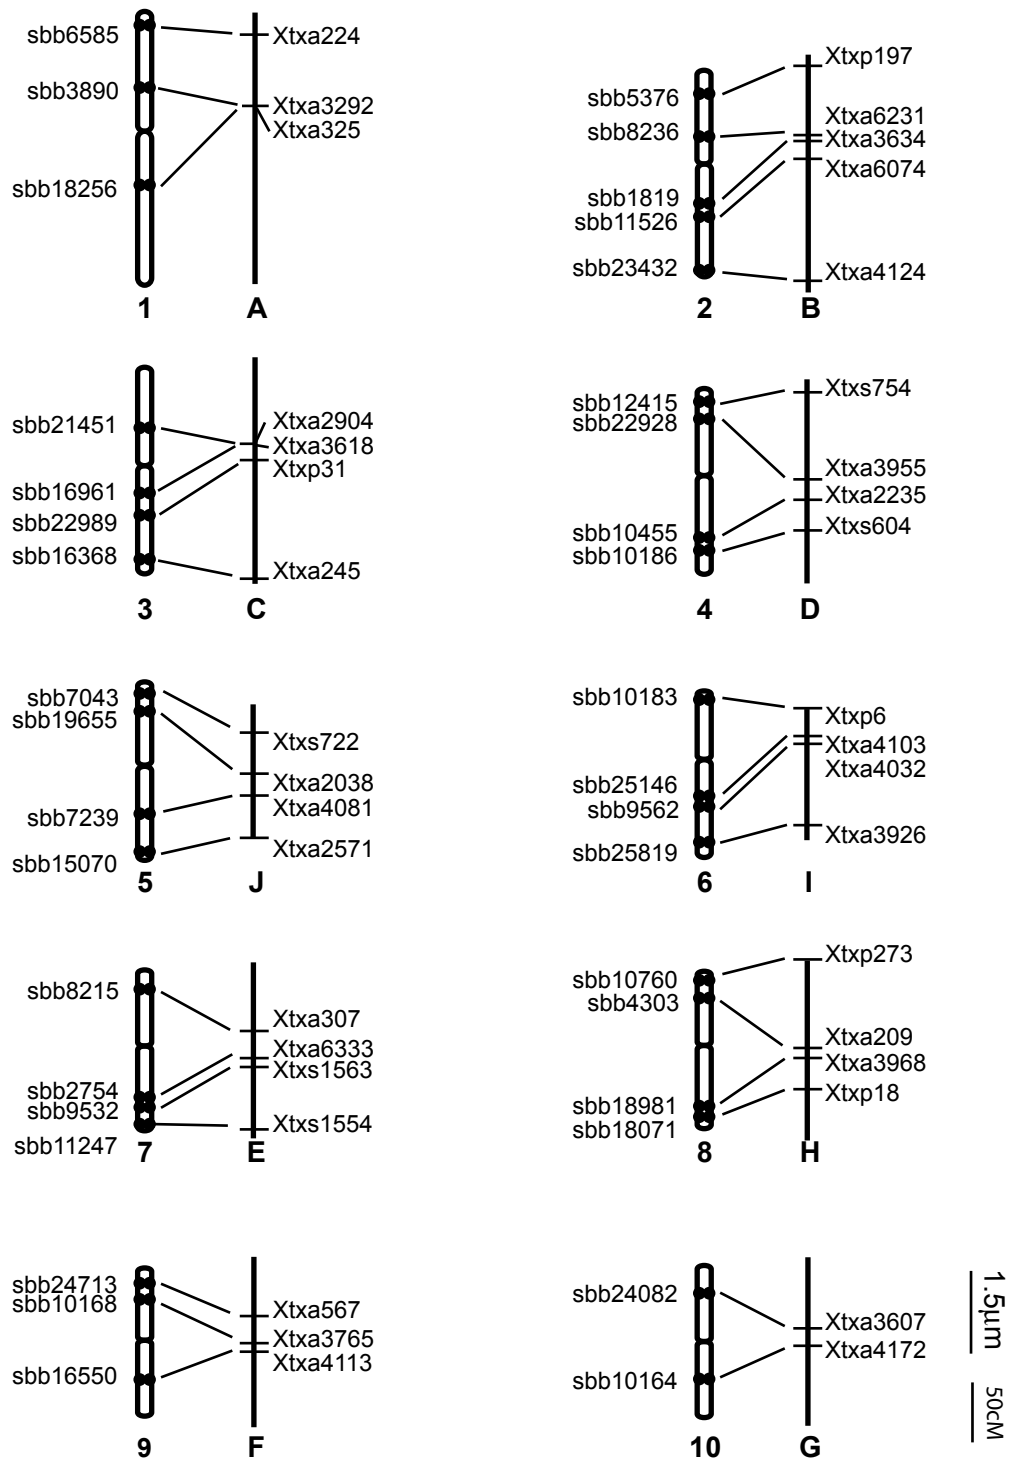 sbb6585
sbb3890
sbb18256
Xtxa224
Xtxa3292
Xtxa325
1
A
sbb5376
sbb8236
sbb1819
sbb11526
sbb23432
Xtxp197
Xtxa6231
Xtxa3634
Xtxa6074
Xtxa4124
2
B
sbb21451
sbb16961
sbb22989
sbb16368
Xtxa2904
Xtxa3618
Xtxp31
Xtxa245
3
C
sbb12415
sbb22928
sbb10455
sbb10186
Xtxs754
Xtxa3955
Xtxa2235
Xtxs604
4
D
sbb7043
sbb19655
sbb7239
sbb15070
Xtxs722
Xtxa2038
Xtxa4081
Xtxa2571
5
J
sbb10183
sbb25146
sbb9562
sbb25819
Xtxp6
Xtxa4103
Xtxa4032
Xtxa3926
6
I
sbb8215
sbb2754
sbb9532
sbb11247
Xtxa307
Xtxa6333
Xtxs1563
Xtxs1554
7
E
sbb10760
sbb4303
sbb18981
sbb18071
Xtxp273
Xtxa209
Xtxa3968
Xtxp18
8
H
sbb24713
sbb10168
sbb16550
Xtxa567
Xtxa3765
Xtxa4113
9
F
sbb24082
sbb10164
Xtxa3607
Xtxa4172
10
G
1.5μm
50cM